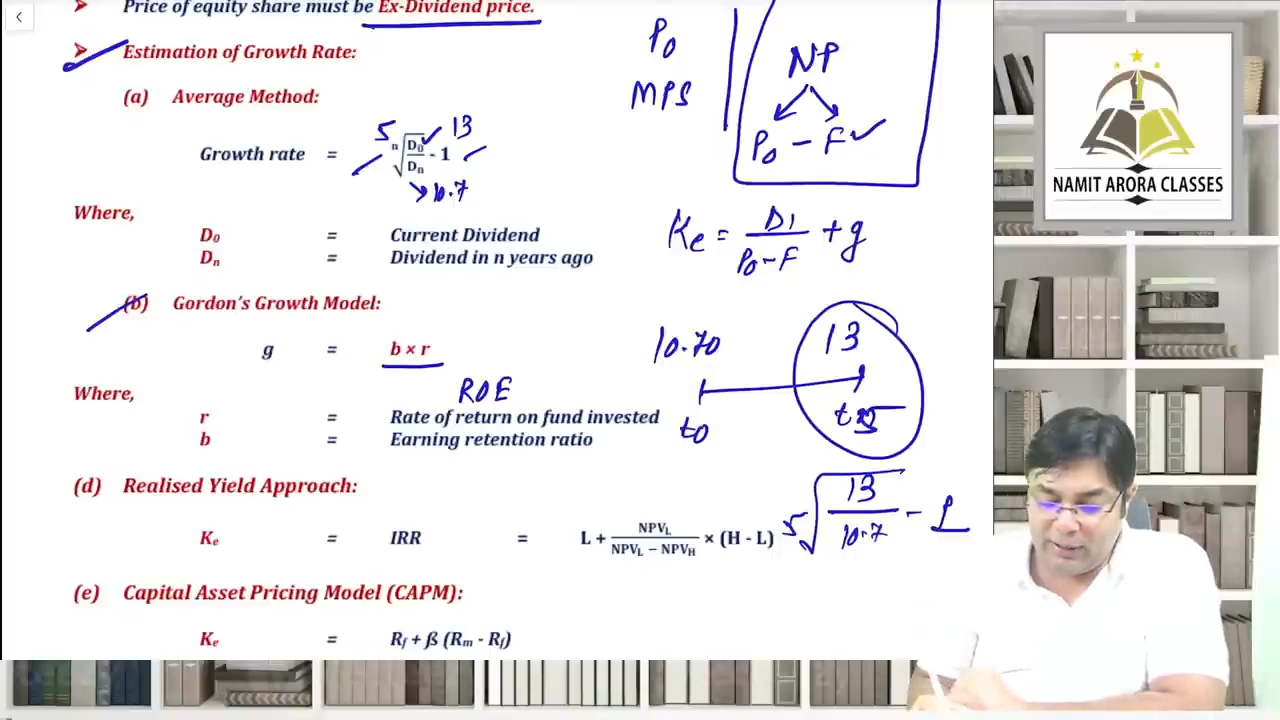 Price of equity share must be Ex-Dividend price.
Estimation of Growth Rate:
(a) Average Method:
5 13
Growth rate = n√D0/Dn - 1
10.7
Where,
D0 = Current Dividend
Dn = Dividend in n years ago
(b) Gordon's Growth Model:
g = b × r
Where,
ROE
r = Rate of return on fund invested
b = Earning retention ratio
(d) Realised Yield Approach:
Ke = IRR = L + NPVL/NPVL – NPVH × (H - L)
(e) Capital Asset Pricing Model (CAPM):
Ke = Rf + ß (Rm - Rf)
P0
MPS
NP
P0 - F
Ke = D1/P0-F + g
10.70 13
t0 t5
5√13/10.7 - 1
NAMIT ARORA CLASSES